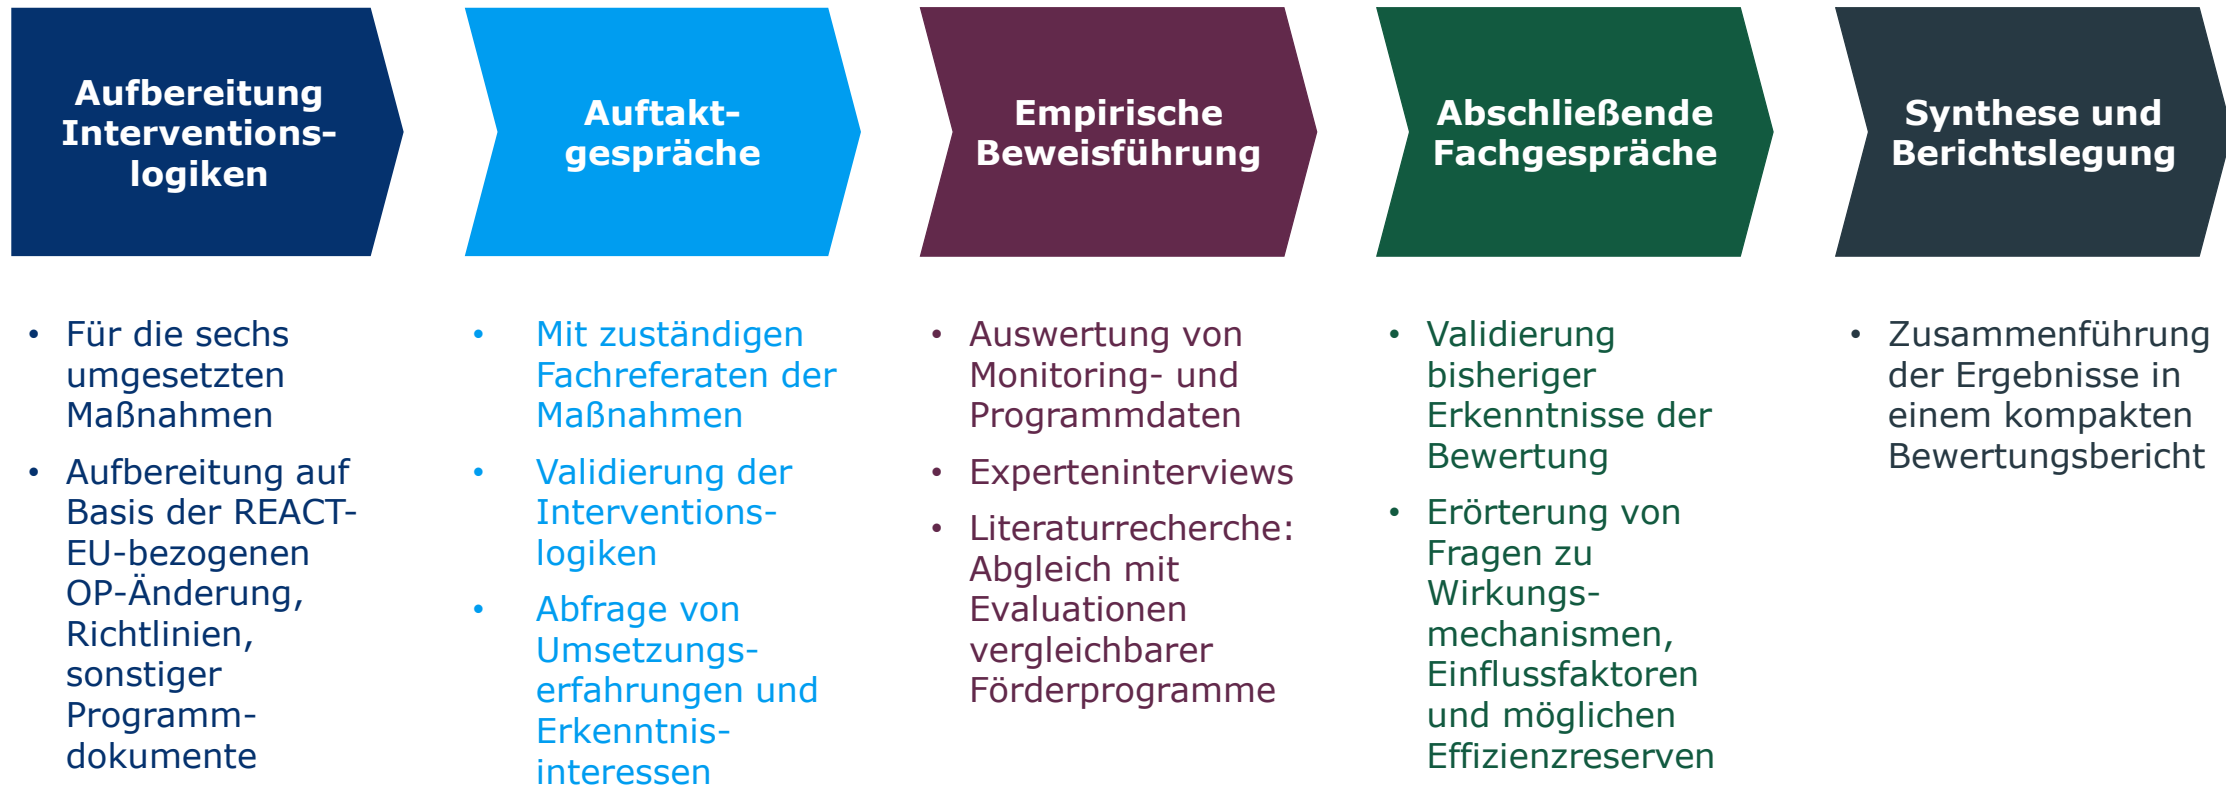 Aufbereitung
Interventions-
logiken
Auftakt-
gespräche
Empirische
Beweisführung
Abschließende
Fachgespräche
Synthese und
Berichtslegung
• Für die sechs
umgesetzten
Maßnahmen
• Aufbereitung auf
Basis der REACT-
EU-bezogenen
OP-Änderung,
Richtlinien,
sonstiger
Programm-
dokumente
• Mit zuständigen
Fachreferaten der
Maßnahmen
• Validierung der
Interventions-
logiken
• Abfrage von
Umsetzungs-
erfahrungen und
Erkenntnis-
interessen
• Auswertung von
Monitoring- und
Programmdaten
• Experteninterviews
• Literaturrecherche:
Abgleich mit
Evaluationen
vergleichbarer
Förderprogramme
• Validierung
bisheriger
Erkenntnisse der
Bewertung
• Erörterung von
Fragen zu
Wirkungs-
mechanismen,
Einflussfaktoren
und möglichen
Effizienzreserven
• Zusammenführung
der Ergebnisse in
einem kompakten
Bewertungsbericht